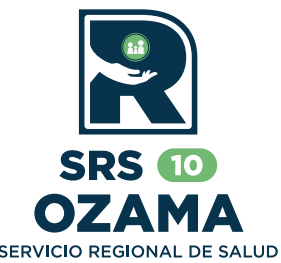 R
SRS 10
OZAMA
SERVICIO REGIONAL DE SALUD